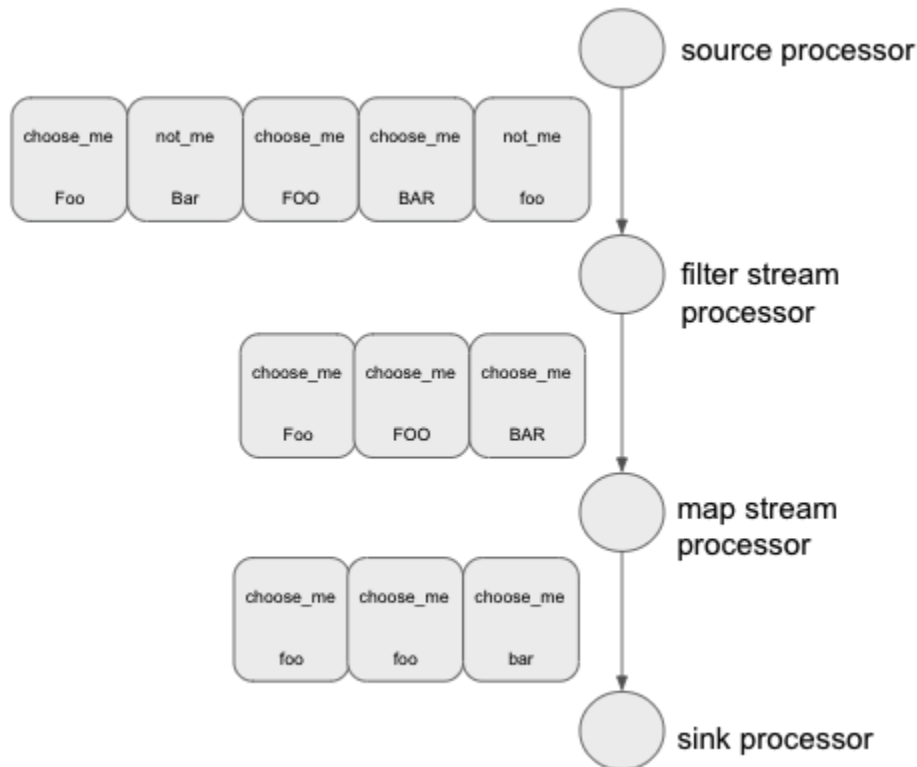 source processor
choose_me not_me choose_me choose_me not_me
Foo Bar FOO BAR foo
filter stream
processor
choose_me choose_me choose_me
Foo FOO BAR
map stream
processor
choose_me choose_me choose_me
foo foo bar
sink processor